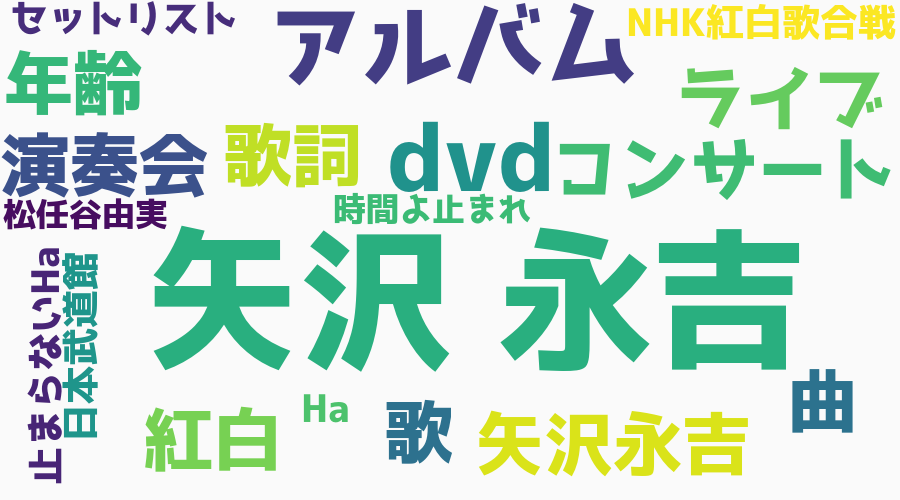 セットリスト
アルバム
NHK紅白歌合戦
年齢
ライブ
演奏会
歌詞
dvd
コンサート
松任谷由実
時間よ止まれ
矢沢 永吉
止まらないHa
日本武道館
紅白
Ha
歌
矢沢永吉
曲